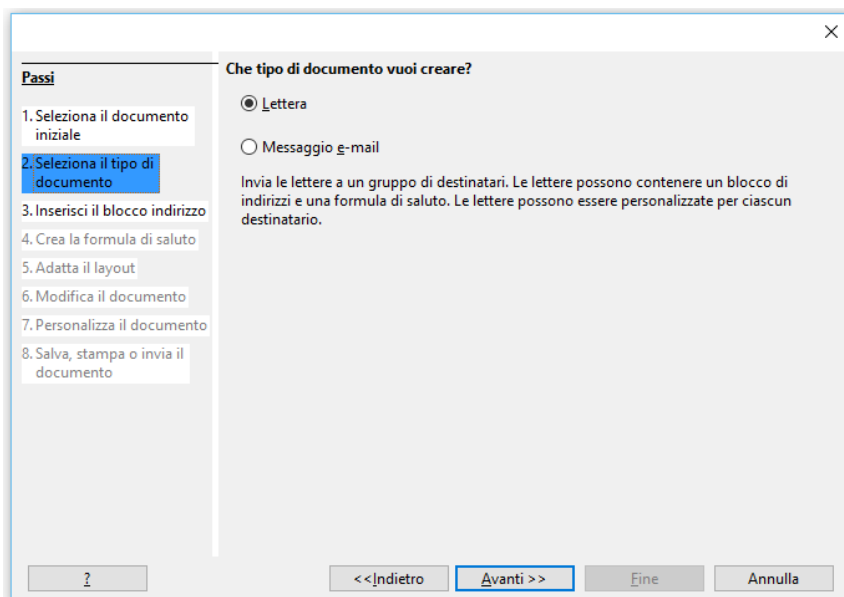 Passi
1. Seleziona il documento
iniziale
2. Seleziona il tipo di
documento
3. Inserisci il blocco indirizzo
4. Crea la formula di saluto
5. Adatta il layout
6. Modifica il documento
7. Personalizza il documento
8. Salva, stampa o invia il
documento
Che tipo di documento vuoi creare?
Lettera
Messaggio e-mail
Invia le lettere a un gruppo di destinatari. Le lettere possono contenere un blocco di
indirizzi e una formula di saluto. Le lettere possono essere personalizzate per ciascun
destinatario.
? <<Indietro Avanti >> Fine Annulla